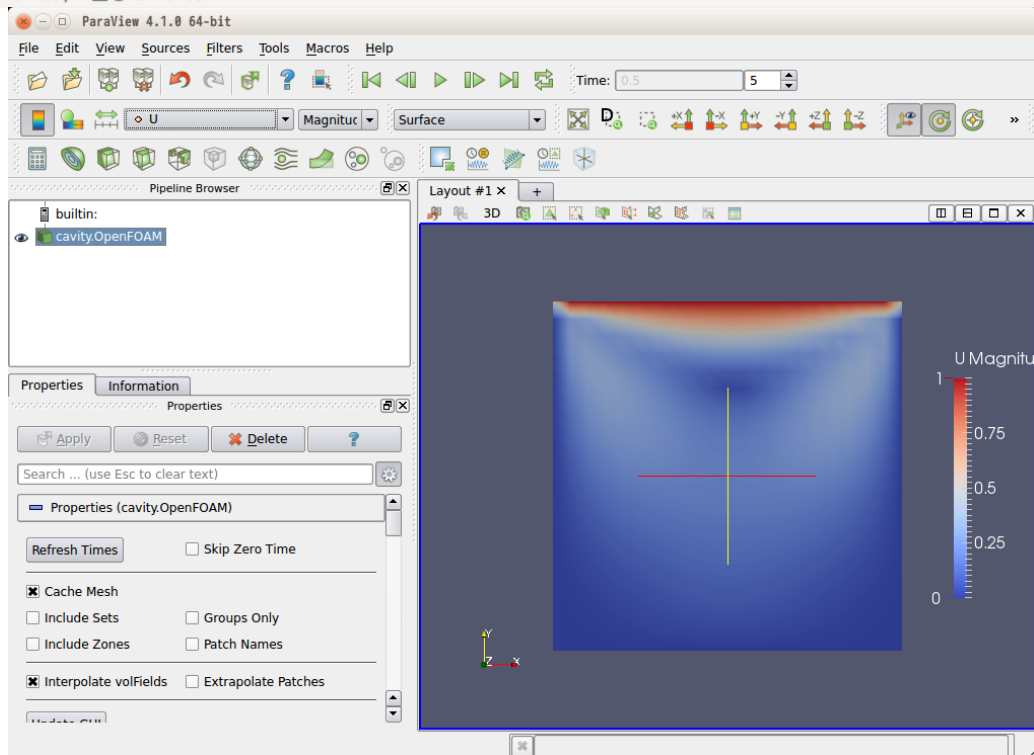 ParaView 4.1.0 64-bit
File Edit View Sources Filters Tools Macros Help
? Time: 0.5 5
U Magnituc Surface D +X -X +Y -Y +Z -Z »
Pipeline Browser
builtin:
cavity.OpenFOAM
Layout #1 × +
3D
Properties Information
Properties
Apply Reset Delete ?
Search ... (use Esc to clear text)
Properties (cavity.OpenFOAM)
Refresh Times Skip Zero Time
Cache Mesh
Include Sets Groups Only
Include Zones Patch Names
Interpolate volFields Extrapolate Patches
U Magnitu
1
0.75
0.5
0.25
0
Y
Z X